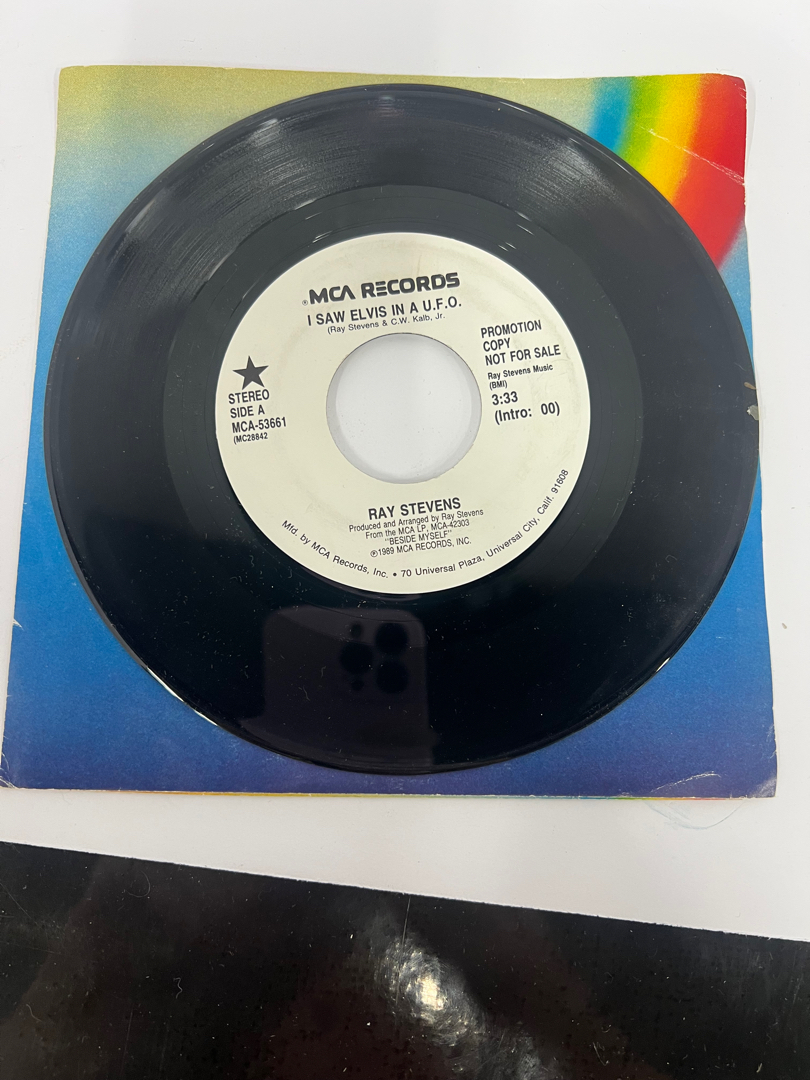 ®MCA RECORDS
I SAW ELVIS IN A U.F.O.
(Ray Stevens & C.W. Kalb, Jr.
STEREO
SIDE A
MCA-53661
(MC28842
PROMOTION
COPY
NOT FOR SALE
Ray Stevens Music
(BMI)
3:33
(Intro: 00)
RAY STEVENS
Produced and Arranged by Ray Stevens
From the MCA LP, MCA-42303
"BESIDE MYSELF"
℗1989 MCA RECORDS, INC.
Mfd. by MCA Records, Inc. • 70 Universal Plaza, Universal City, Calif. 91608